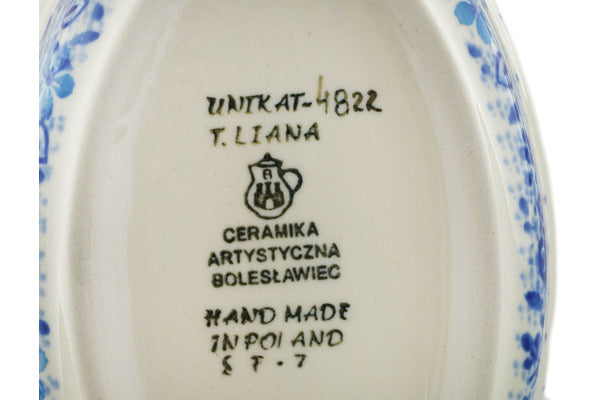 UNIKAT-4822
T. LIANA
CERAMIKA
ARTYSTYCZNA
BOLESŁAWIEC
HAND MADE
IN POLAND